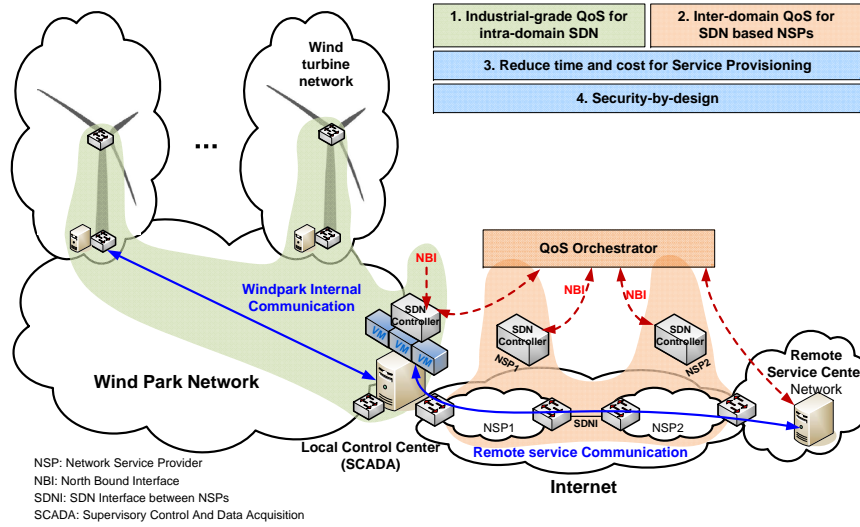 1. Industrial-grade QoS for
intra-domain SDN
2. Inter-domain QoS for
SDN based NSPs
3. Reduce time and cost for Service Provisioning
4. Security-by-design
Wind
turbine
network
...
QoS Orchestrator
NBI
NBI
NBI
Windpark Internal
Communication
SDN
Controller
VM
VM
VM
SDN
Controller
NSP1
SDN
Controller
NSP2
Remote
Service Center
Network
Wind Park Network
NSP1
SDNI
NSP2
Local Control Center
(SCADA)
Remote service Communication
Internet
NSP: Network Service Provider
NBI: North Bound Interface
SDNI: SDN Interface between NSPs
SCADA: Supervisory Control And Data Acquisition